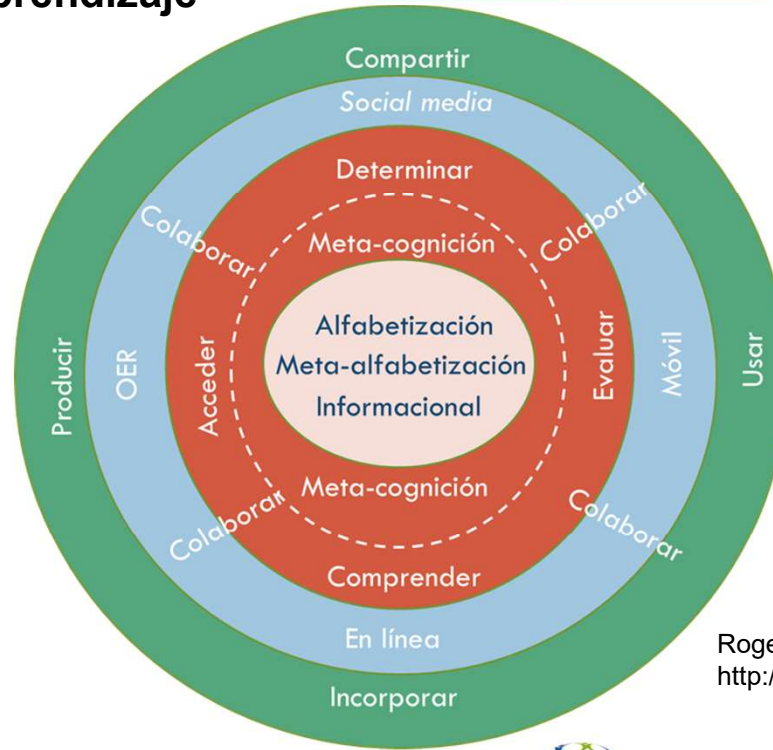 Compartir
Social media
Determinar
Colaborar
Colaborar
Meta-cognición
Alfabetización
Meta-alfabetización
Informacional
Producir
OER
Acceder
Evaluar
Móvil
Usar
Meta-cognición
Colaborar
Colaborar
Comprender
En línea
Incorporar